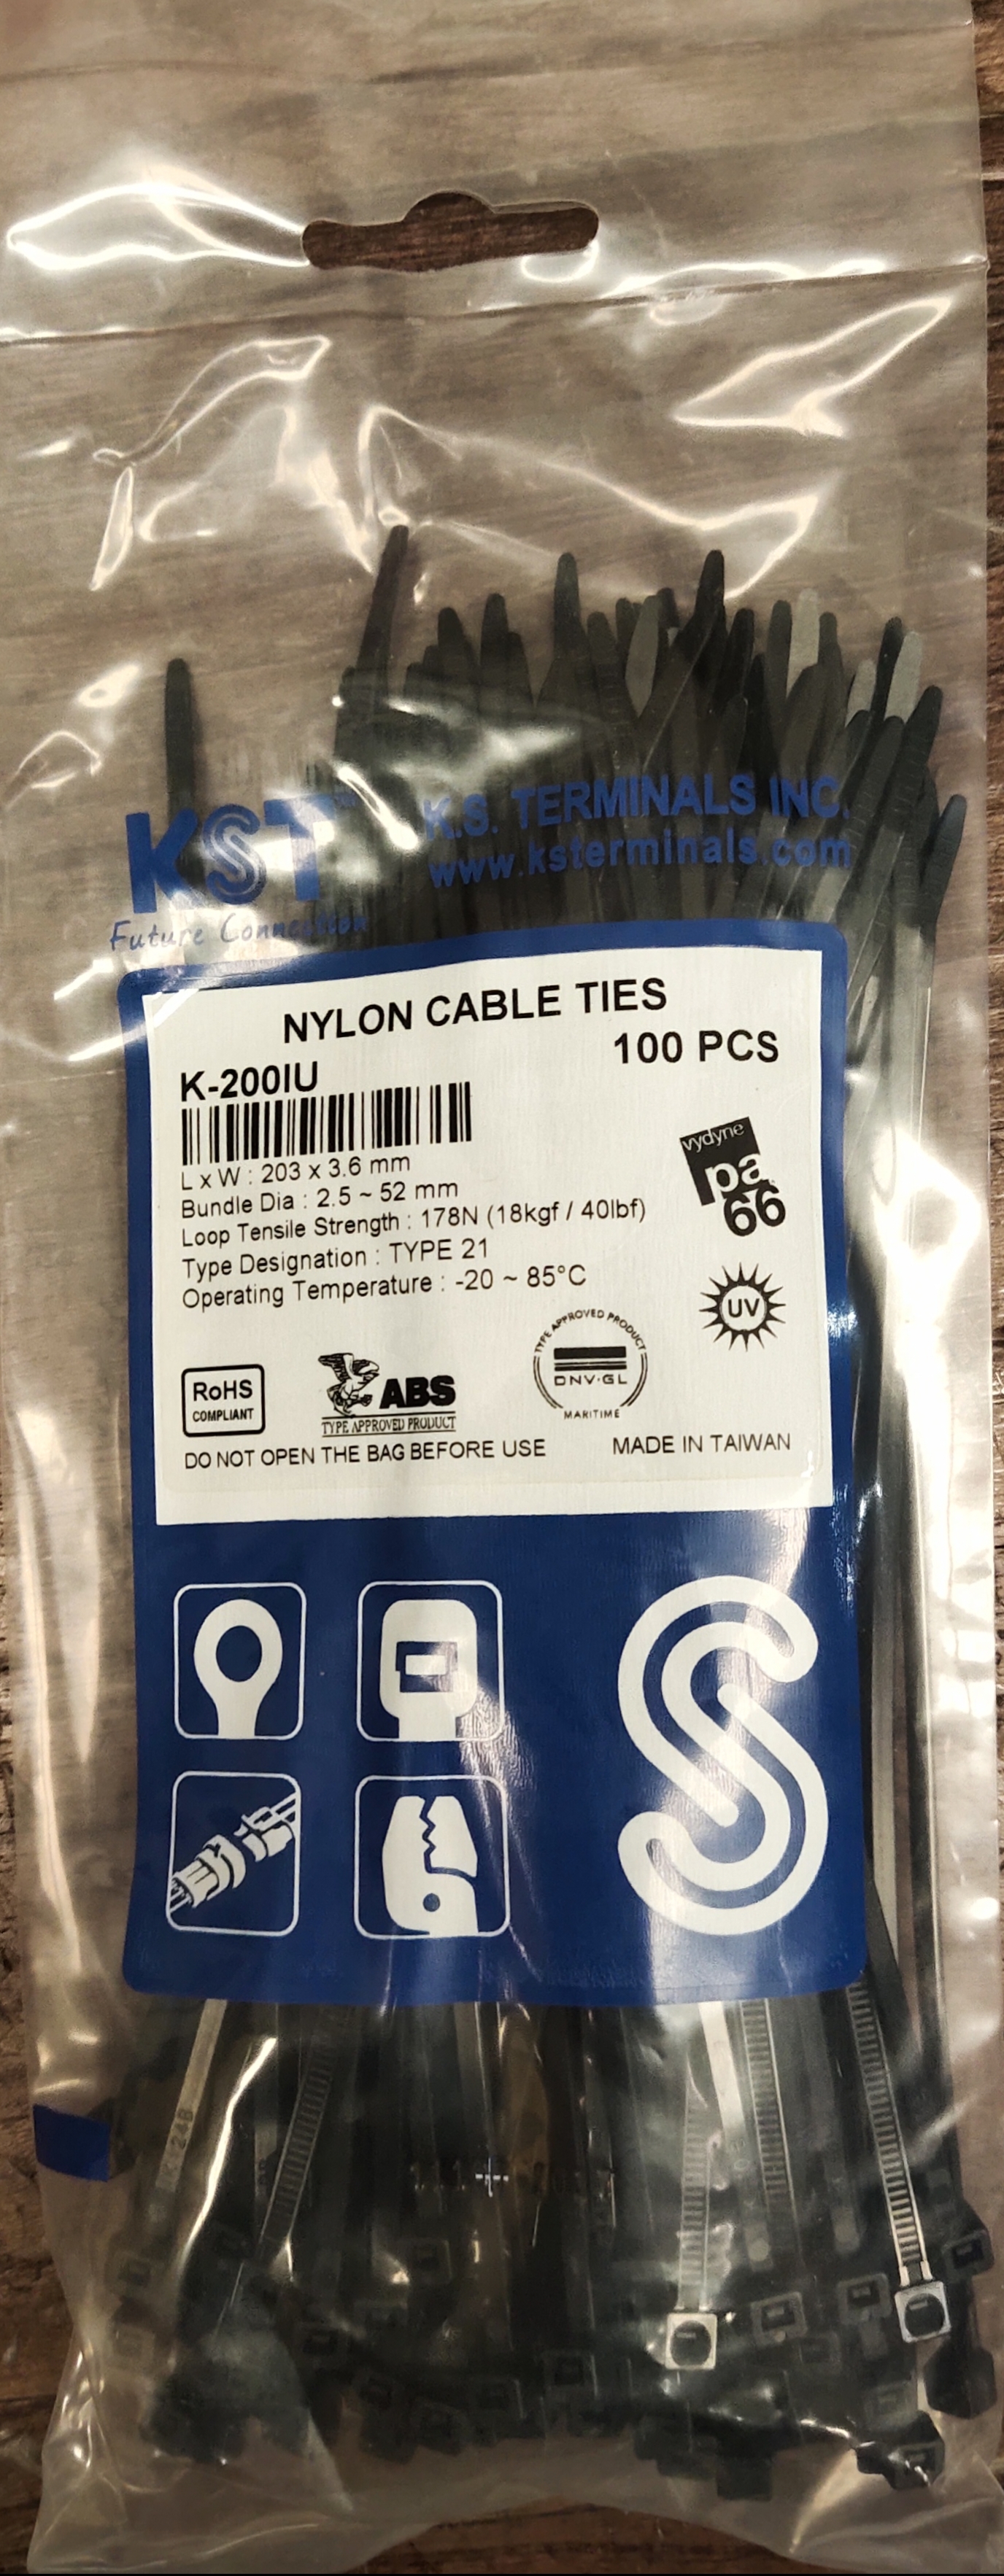 KST
K.S. TERMINALS INC.
www.ksterminals.com
Future Connection
NYLON CABLE TIES
100 PCS
K-200IU
L x W : 203 x 3.6 mm
Bundle Dia : 2.5 ~ 52 mm
Loop Tensile Strength : 178N (18kgf / 40lbf)
Type Designation : TYPE 21
Operating Temperature : -20 ~ 85°C
vydyne
pa
66
UV
RoHS
COMPLIANT
ABS
TYPE APPROVED PRODUCT
TYPE APPROVED PRODUCT
DNV·GL
MARITIME
DO NOT OPEN THE BAG BEFORE USE
MADE IN TAIWAN